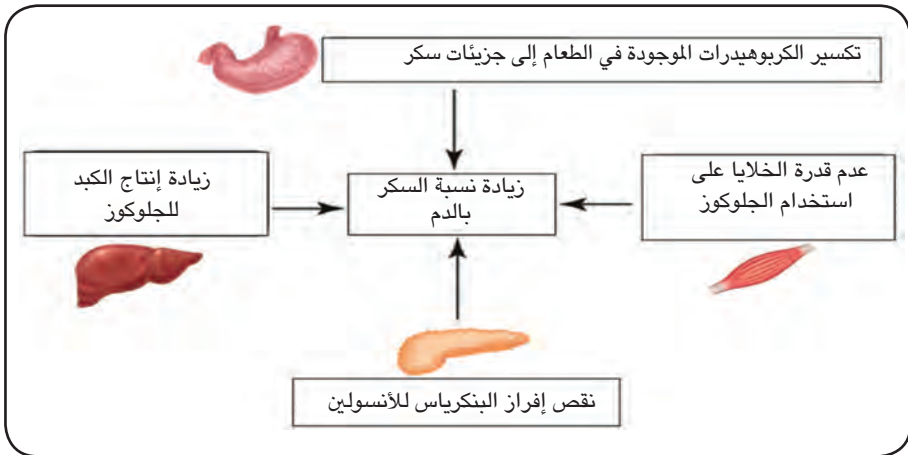 تكسير الكربوهيدرات الموجودة في الطعام إلى جزيئات سكر
عدم قدرة الخلايا على
استخدام الجلوكوز
زيادة نسبة السكر
بالدم
زيادة إنتاج الكبد
للجلوكوز
نقص إفراز البنكرياس للأنسولين